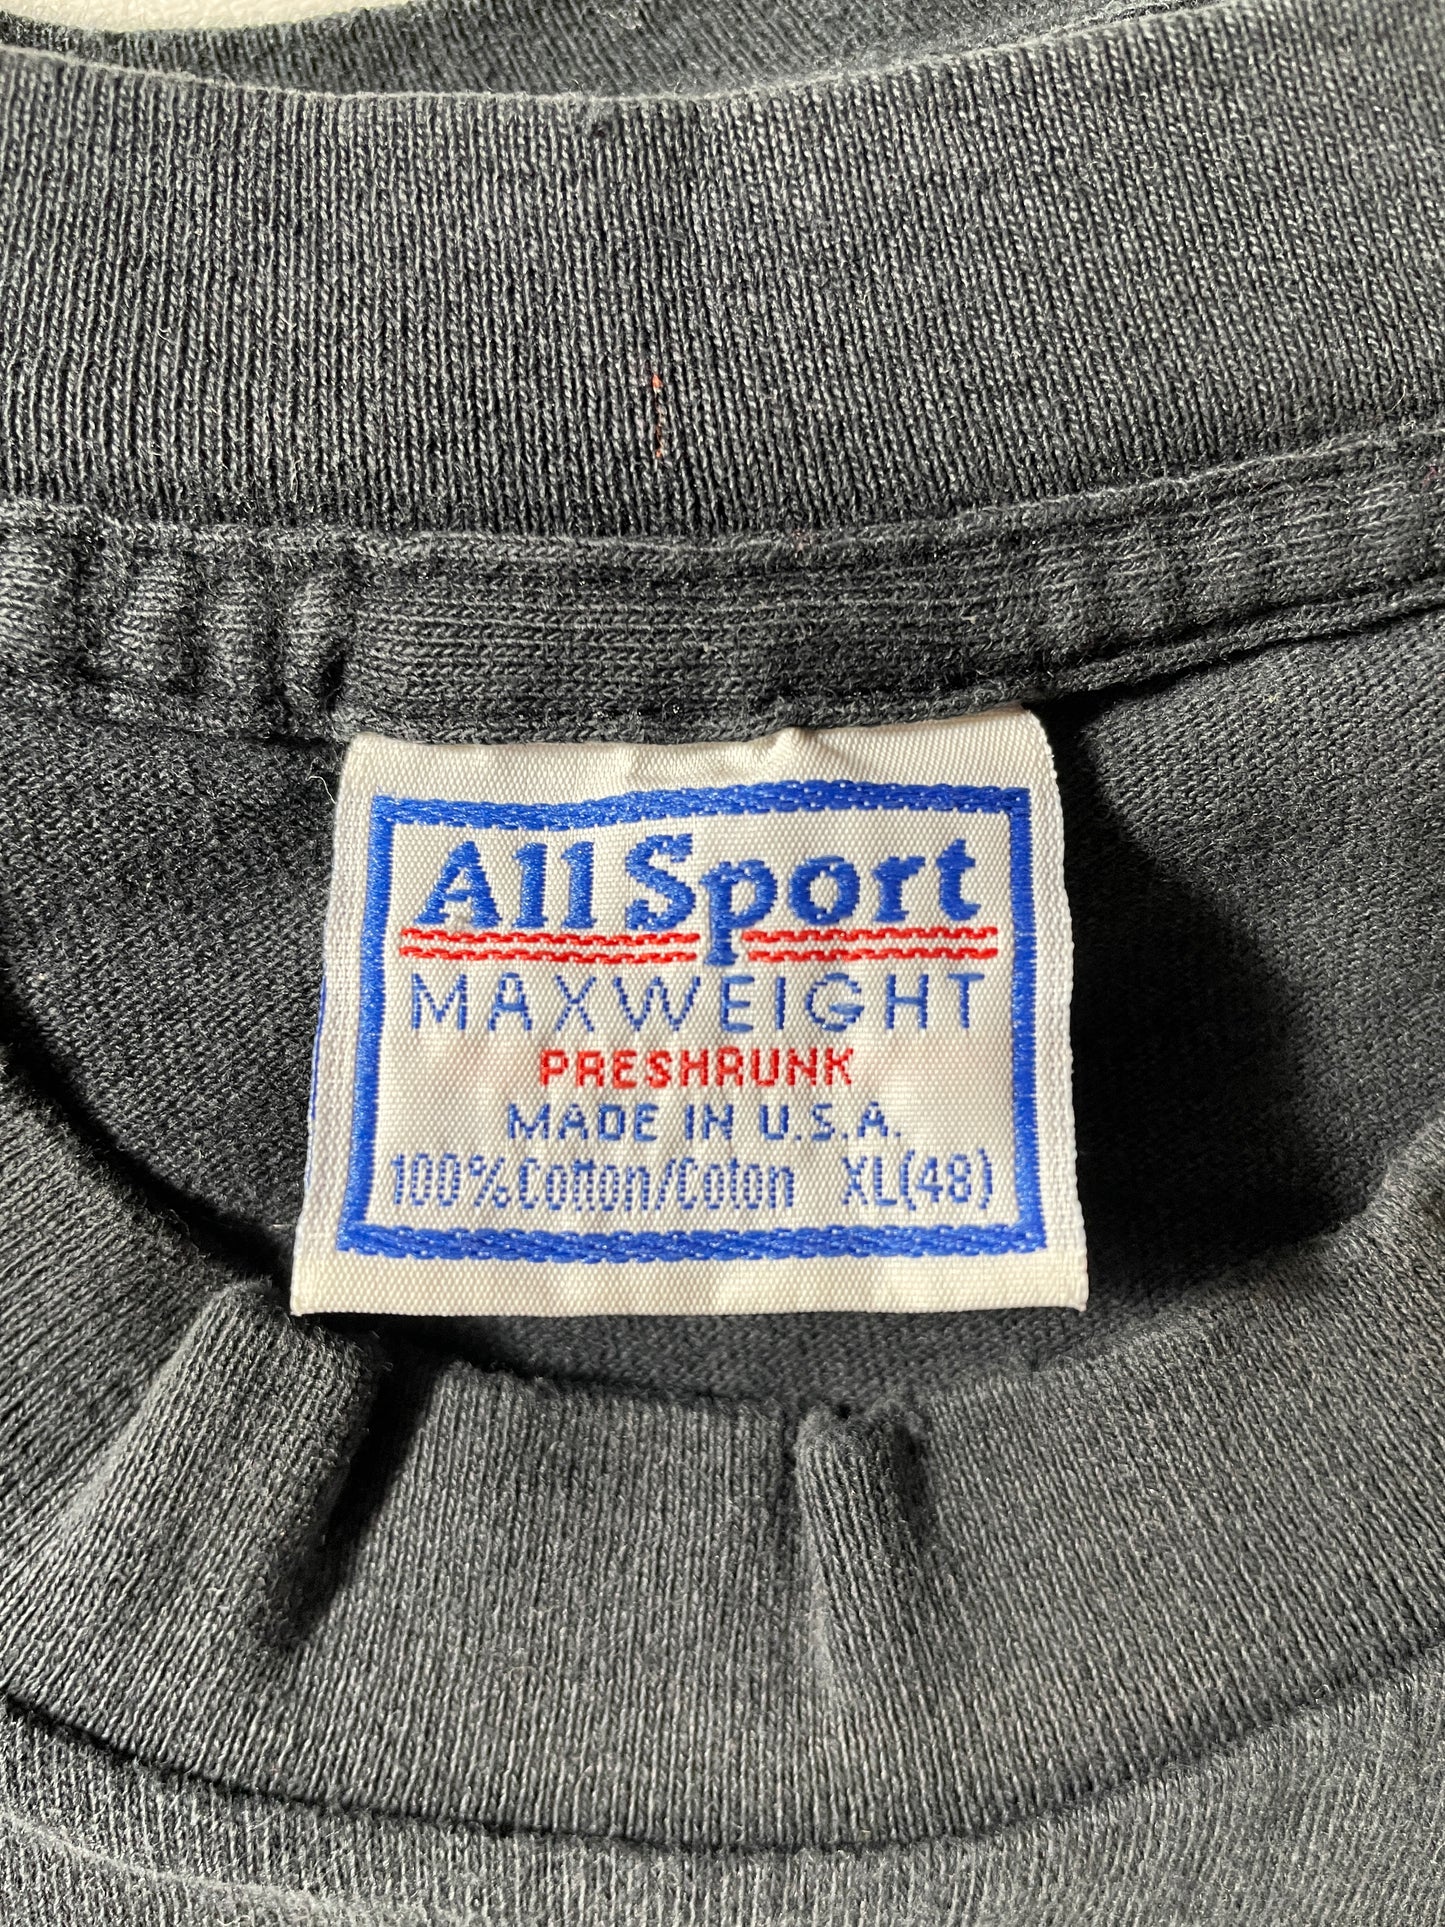 All Sport
MAXWEIGHT
PRESHRUNK
MADE IN U.S.A.
100% Cotton/Coton XL(48)